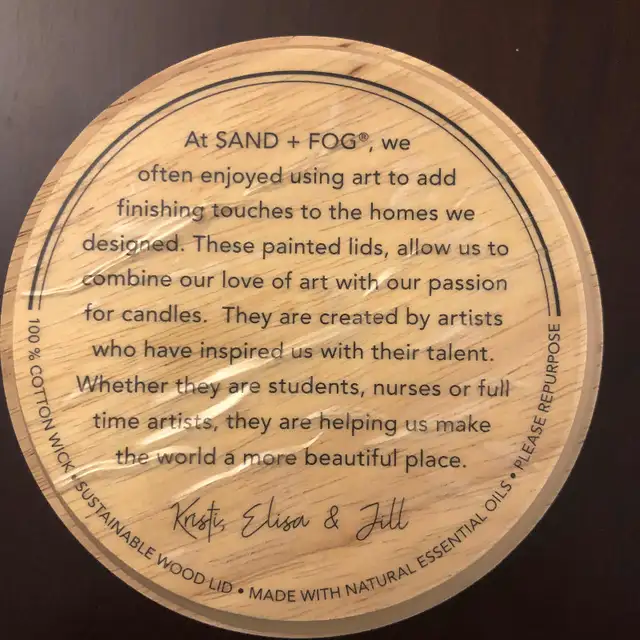 At SAND + FOG®, we
often enjoyed using art to add
finishing touches to the homes we
designed. These painted lids, allow us to
combine our love of art with our passion
for candles. They are created by artists
who have inspired us with their talent.
Whether they are students, nurses or full
time artists, they are helping us make
the world a more beautiful place.
Kristi, Elisa & Jill
100 % COTTON WICK • SUSTAINABLE WOOD LID • MADE WITH NATURAL ESSENTIAL OILS • PLEASE REPURPOSE